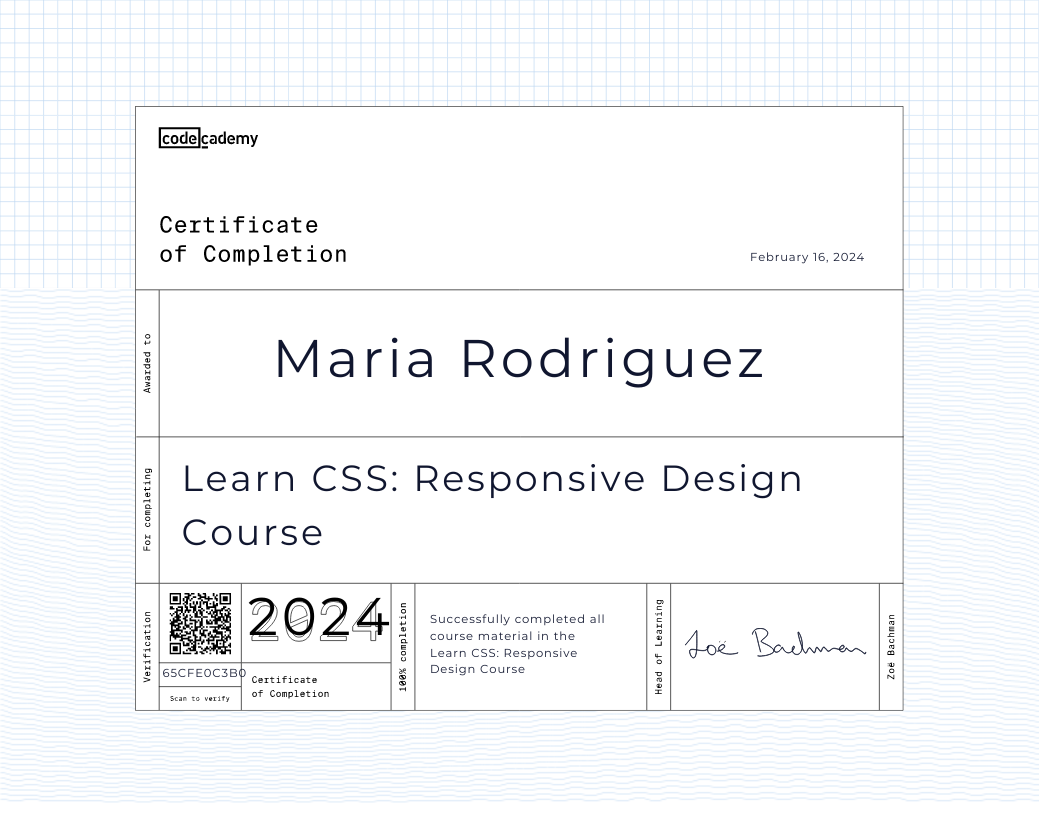 codecademy
Certificate
of Completion
February 16, 2024
Awarded to
Maria Rodriguez
For completing
Learn CSS: Responsive Design
Course
Verification
65CFE0C3B0
Scan to verify
2024
Certificate
of Completion
100% completion
Successfully completed all
course material in the
Learn CSS: Responsive
Design Course
Head of Learning
Zoë Bachman
Zoë Bachman